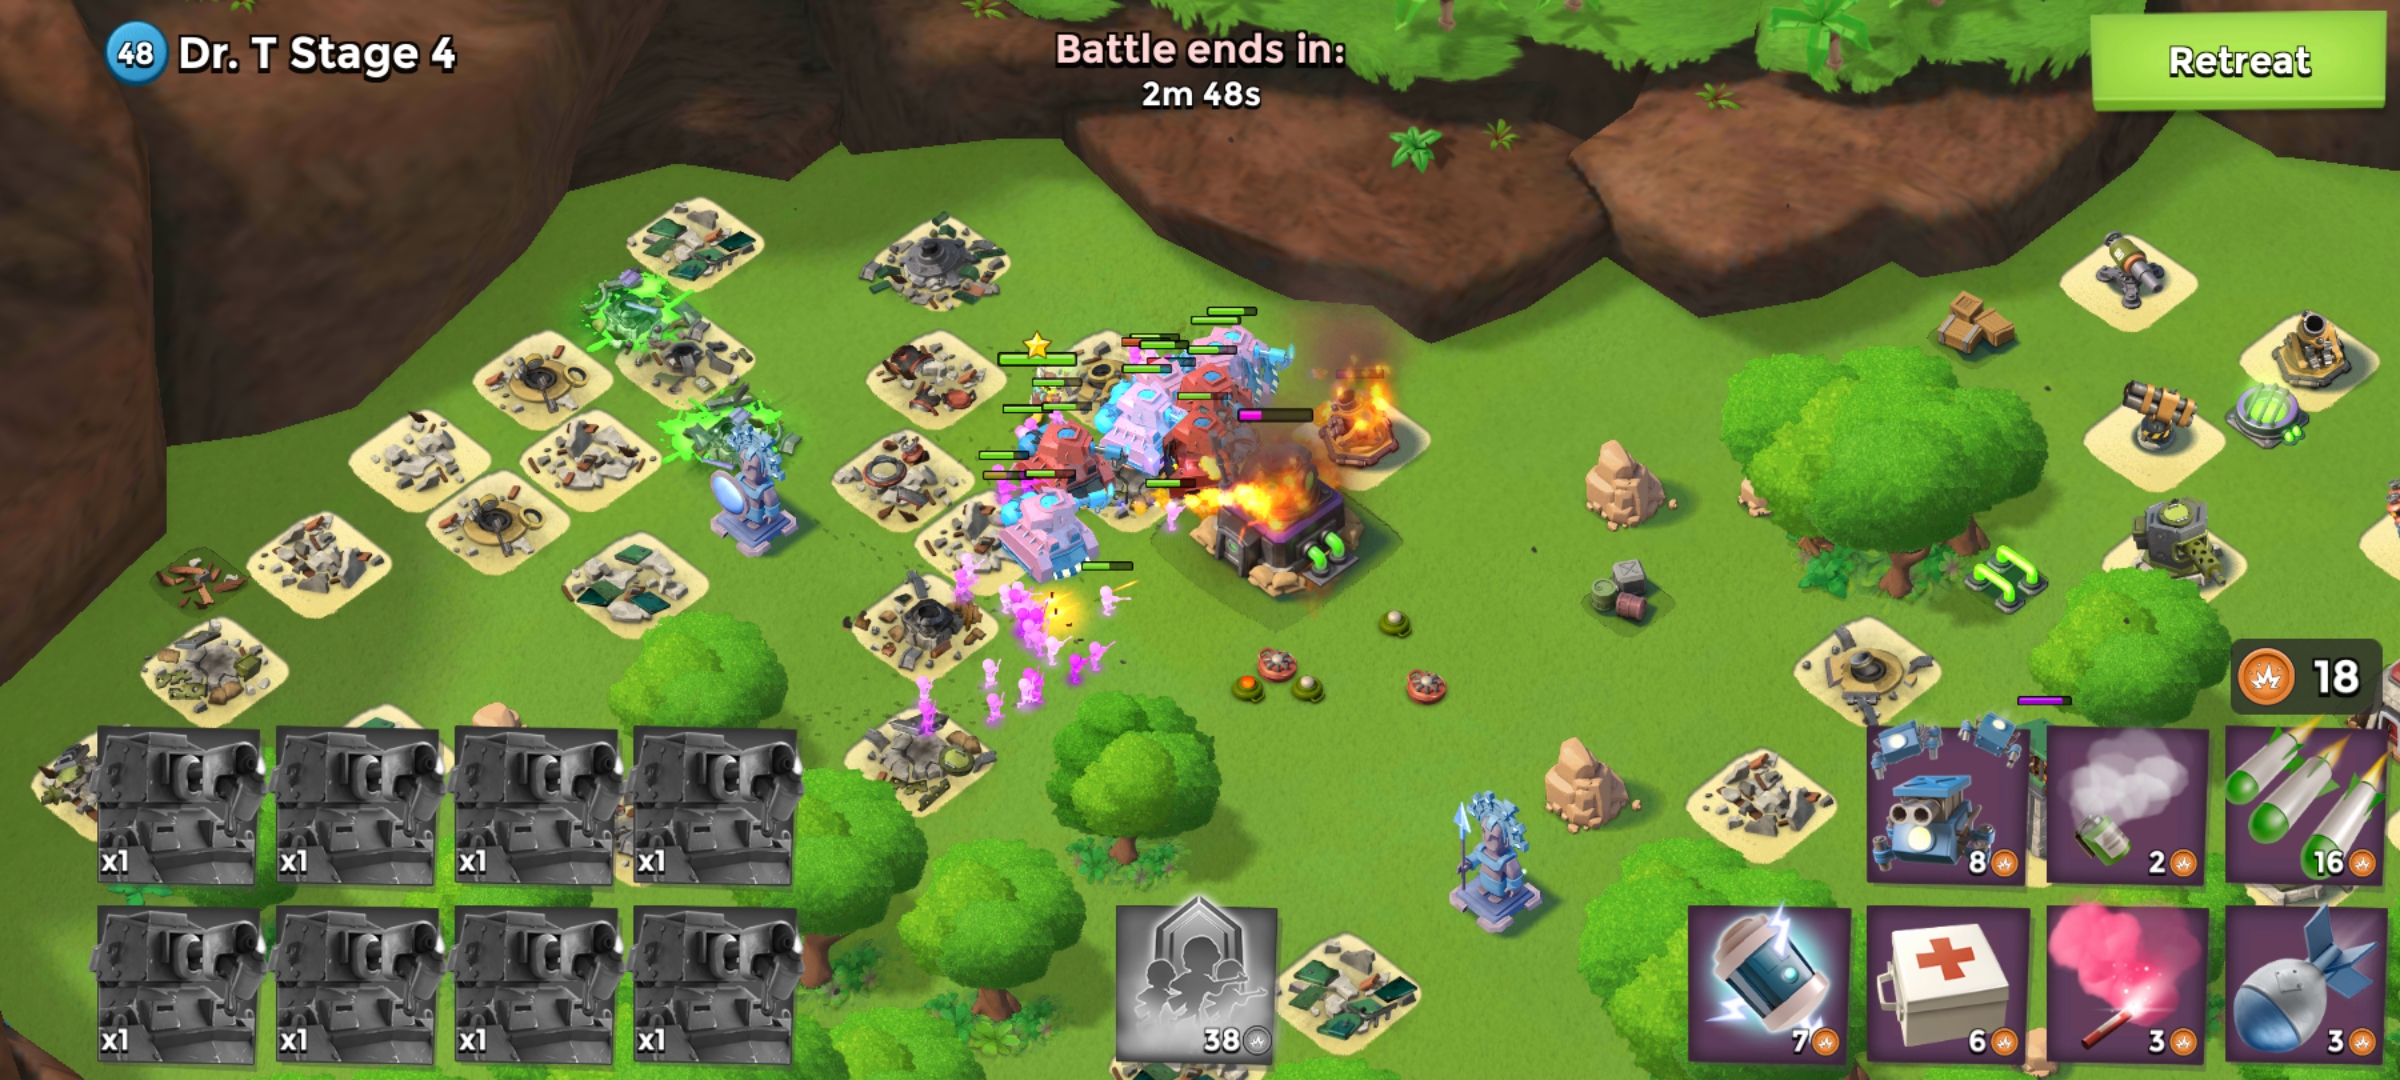 48 Dr. T Stage 4
Battle ends in:
2m 48s
Retreat
18
x1 x1 x1 x1
8 2 16
x1 x1 x1 x1
38
7 6 3 3